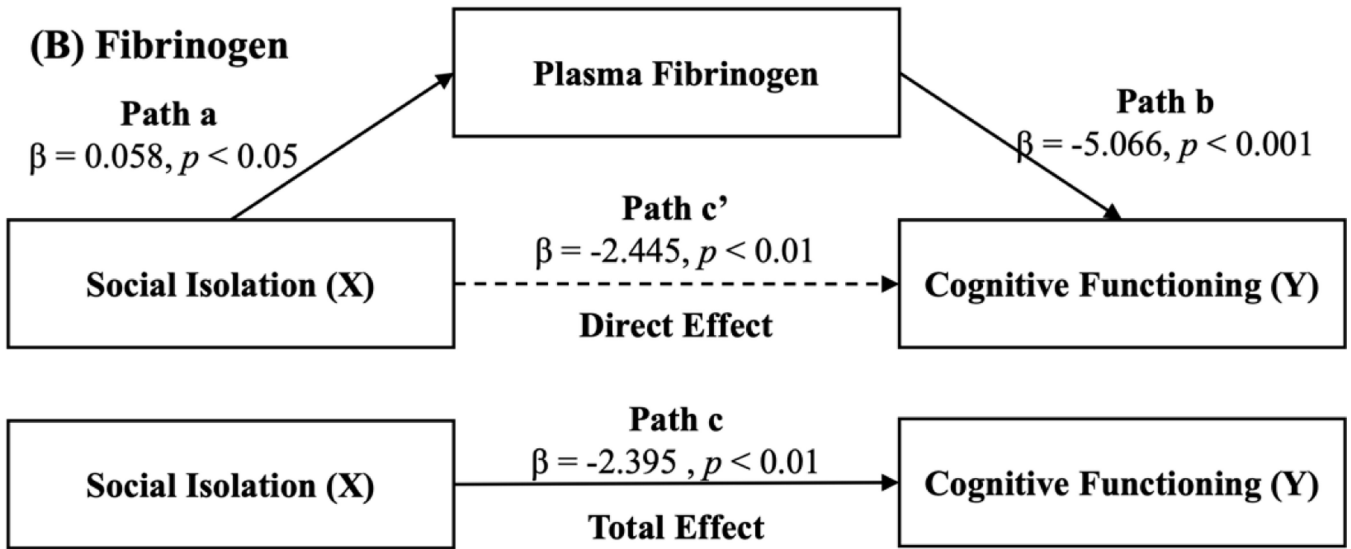 (B) Fibrinogen
Plasma Fibrinogen
Path a
β = 0.058, p < 0.05
Path b
β = -5.066, p < 0.001
Path c’
β = -2.445, p < 0.01
Social Isolation (X)
Cognitive Functioning (Y)
Direct Effect
Path c
β = -2.395 , p < 0.01
Social Isolation (X)
Cognitive Functioning (Y)
Total Effect